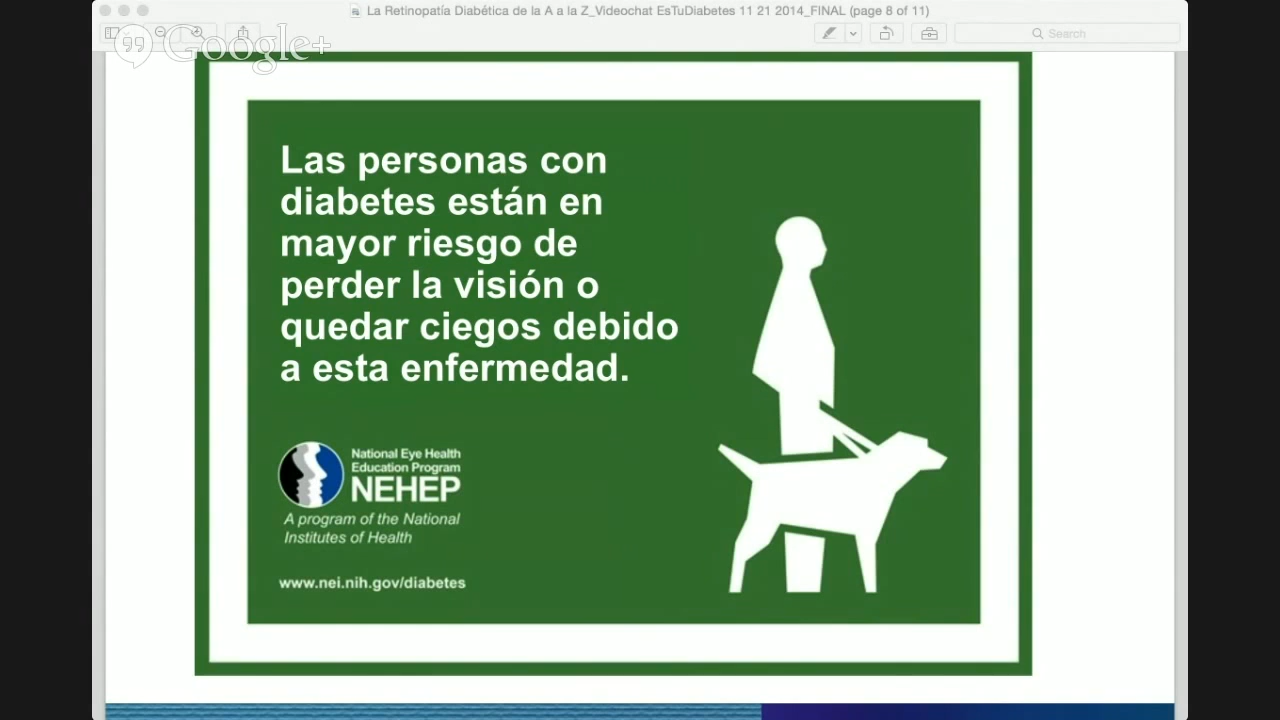 La Retinopatía Diabética de la A a la Z_Videochat EsTuDiabetes 11 21 2014_FINAL (page 8 of 11)
Google+
Search
Las personas con
diabetes están en
mayor riesgo de
perder la visión o
quedar ciegos debido
a esta enfermedad.
National Eye Health
Education Program
NEHEP
A program of the National
Institutes of Health
www.nei.nih.gov/diabetes